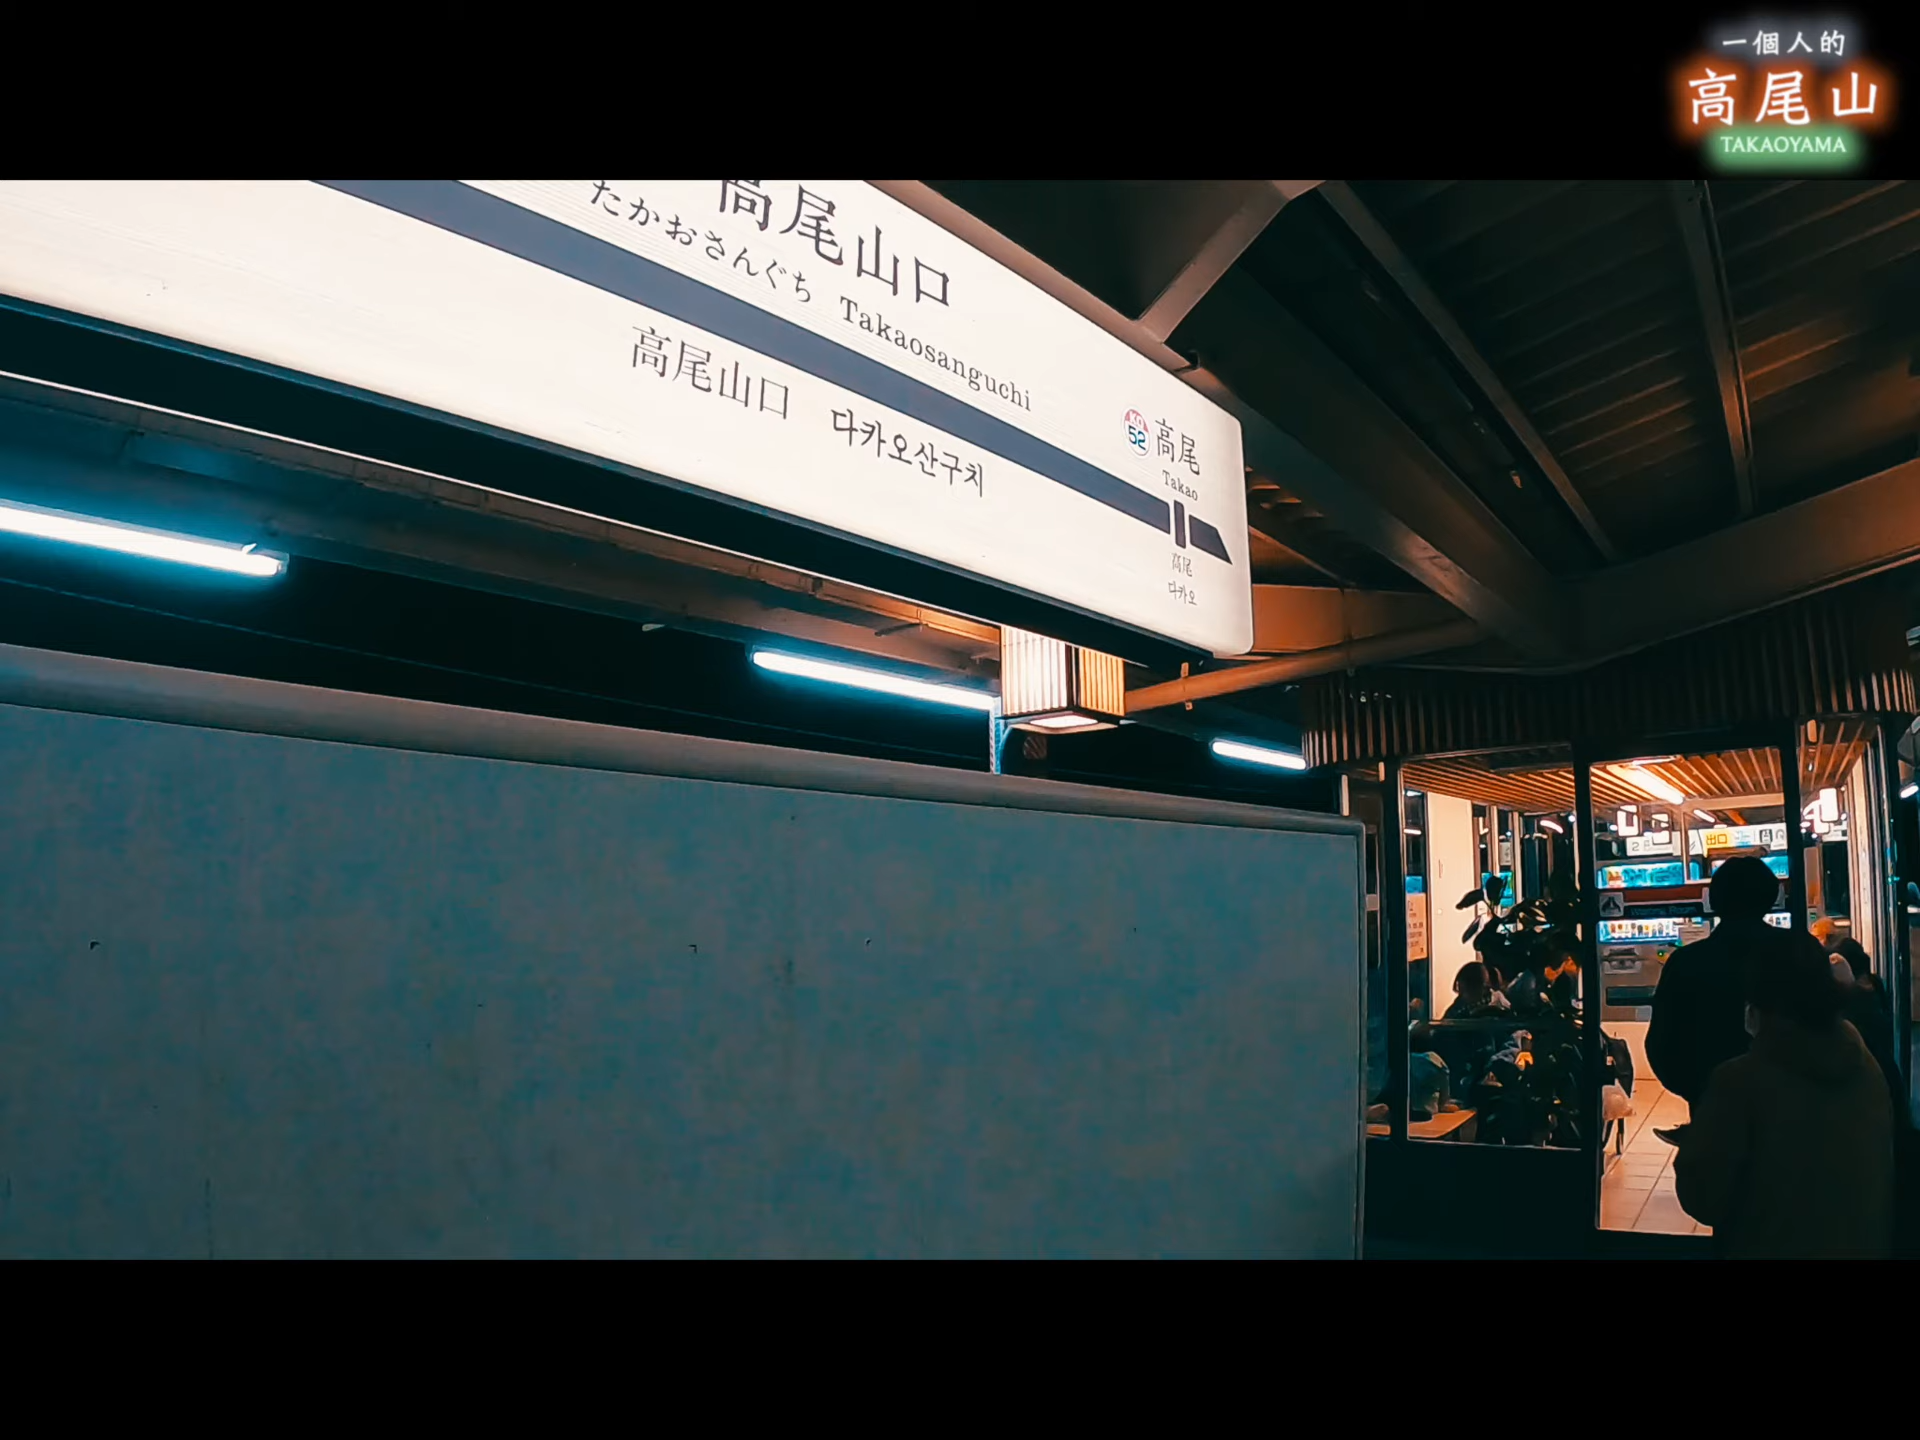 一個人的
高尾山
TAKAOYAMA
高尾山口
たかおさんぐち Takaosanguchi
高尾山口 다카오산구치
KO
52
高尾
Takao
高尾
다카오
出口
Waiting Room